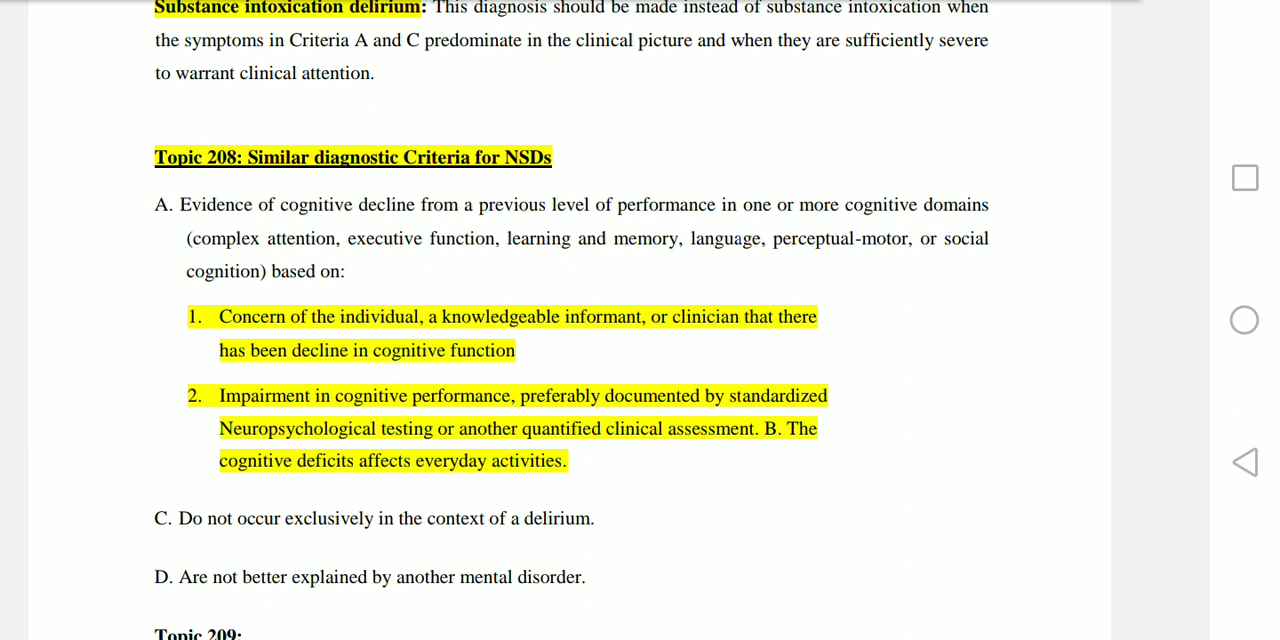 Substance intoxication delirium: This diagnosis should be made instead of substance intoxication when
the symptoms in Criteria A and C predominate in the clinical picture and when they are sufficiently severe
to warrant clinical attention.
Topic 208: Similar diagnostic Criteria for NSDs
A. Evidence of cognitive decline from a previous level of performance in one or more cognitive domains
(complex attention, executive function, learning and memory, language, perceptual-motor, or social
cognition) based on:
1. Concern of the individual, a knowledgeable informant, or clinician that there
has been decline in cognitive function
2. Impairment in cognitive performance, preferably documented by standardized
Neuropsychological testing or another quantified clinical assessment. B. The
cognitive deficits affects everyday activities.
C. Do not occur exclusively in the context of a delirium.
D. Are not better explained by another mental disorder.
Topic 209: